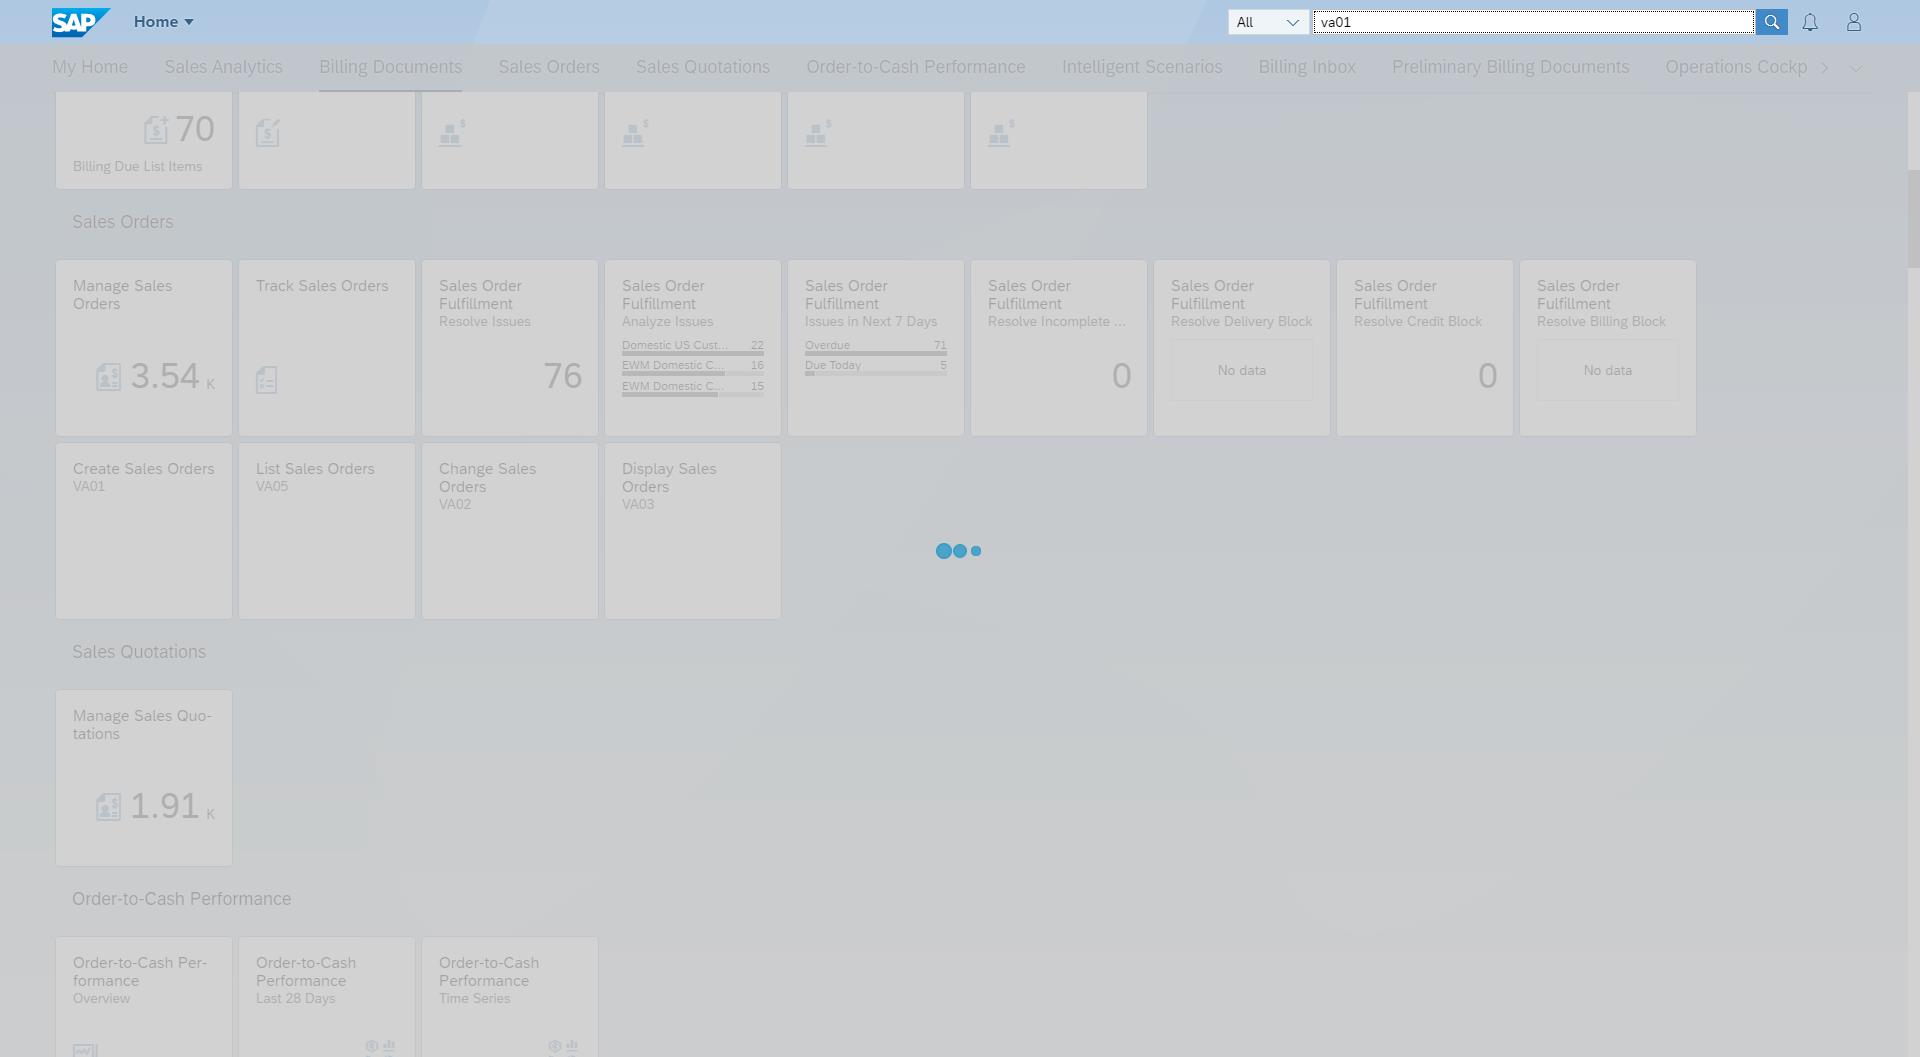 SAP Home All va01
My Home Sales Analytics Billing Documents Sales Orders Sales Quotations Order-to-Cash Performance Intelligent Scenarios Billing Inbox Preliminary Billing Documents Operations Cockp
70
Billing Due List Items
Sales Orders
Manage Sales
Orders
3.54 K
Track Sales Orders
Sales Order
Fulfillment
Resolve Issues
76
Sales Order
Fulfillment
Analyze Issues
Domestic US Cust... 22
EWM Domestic C... 16
EWM Domestic C... 15
Sales Order
Fulfillment
Issues in Next 7 Days
Overdue 71
Due Today 5
Sales Order
Fulfillment
Resolve Incomplete ...
0
Sales Order
Fulfillment
Resolve Delivery Block
No data
Sales Order
Fulfillment
Resolve Credit Block
0
Sales Order
Fulfillment
Resolve Billing Block
No data
Create Sales Orders
VA01
List Sales Orders
VA05
Change Sales
Orders
VA02
Display Sales
Orders
VA03
Sales Quotations
Manage Sales Quo-
tations
1.91 K
Order-to-Cash Performance
Order-to-Cash Per-
formance
Overview
Order-to-Cash
Performance
Last 28 Days
Order-to-Cash
Performance
Time Series